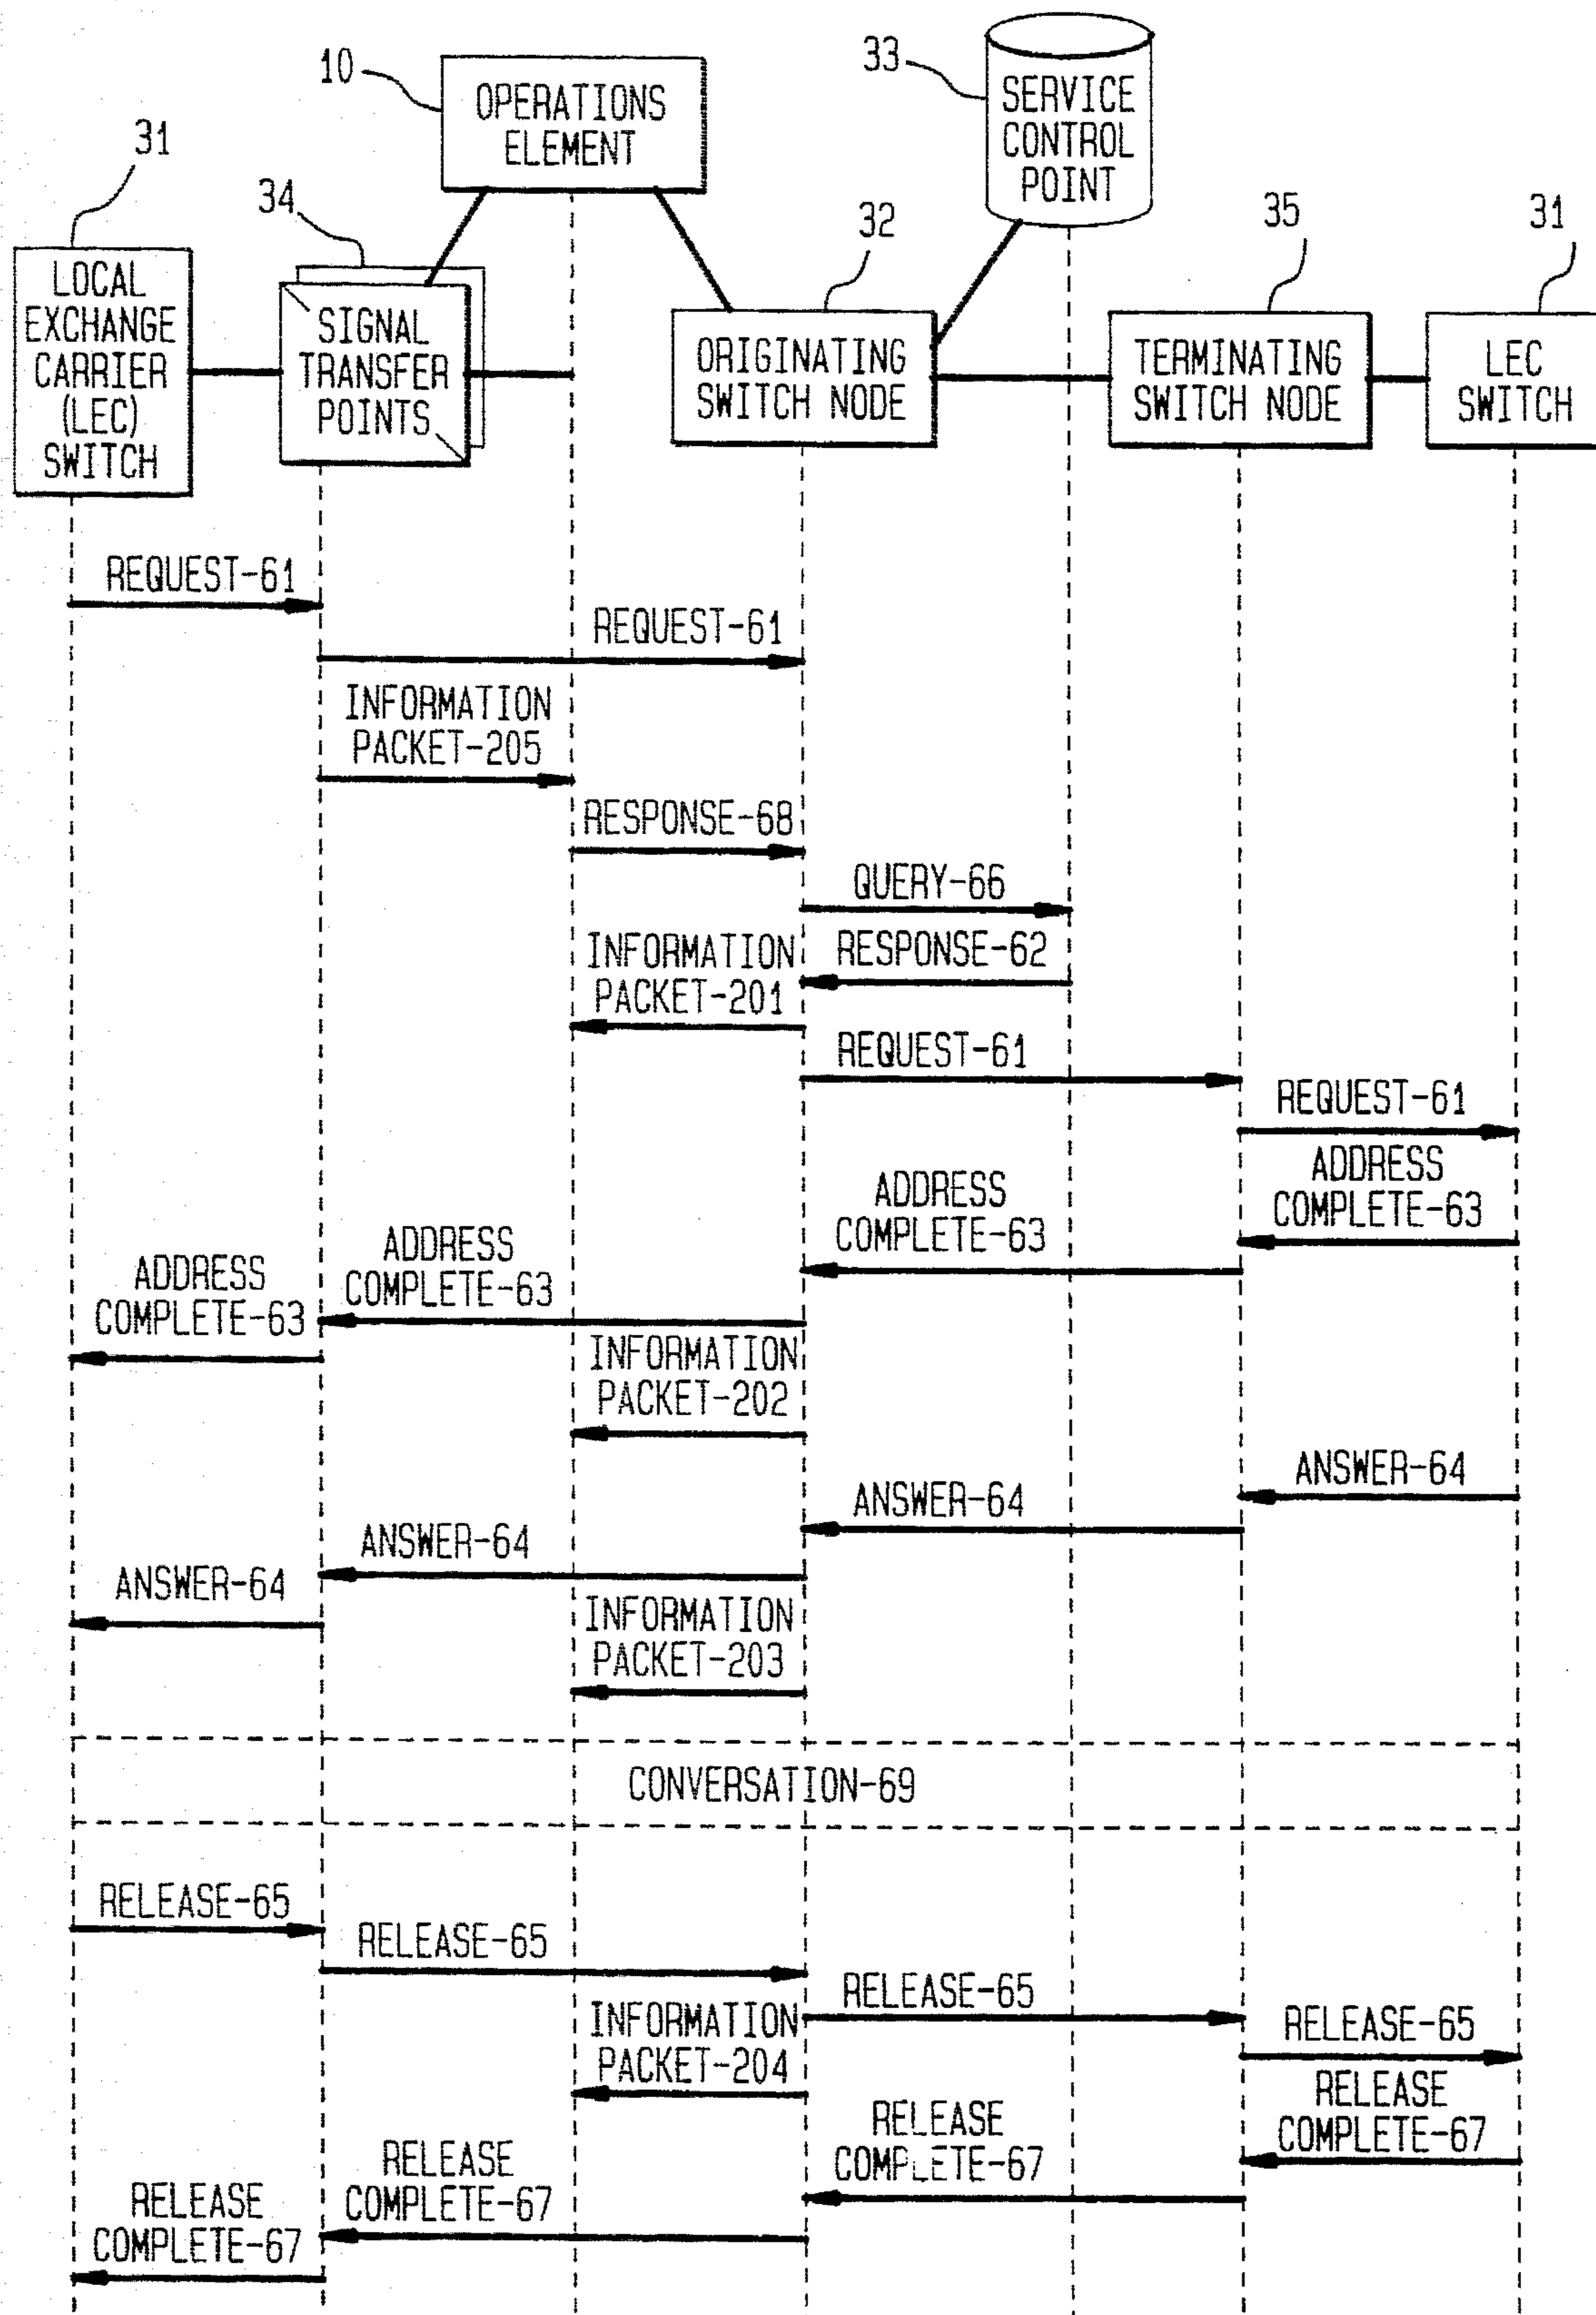 10
OPERATIONS
ELEMENT
33
SERVICE
CONTROL
POINT
31
LOCAL
EXCHANGE
CARRIER
(LEC)
SWITCH
34
SIGNAL
TRANSFER
POINTS
32
ORIGINATING
SWITCH NODE
35
TERMINATING
SWITCH NODE
31
LEC
SWITCH
REQUEST-61
REQUEST-61
INFORMATION
PACKET-205
RESPONSE-68
QUERY-66
RESPONSE-62
INFORMATION
PACKET-201
REQUEST-61
REQUEST-61
ADDRESS
COMPLETE-63
ADDRESS
COMPLETE-63
ADDRESS
COMPLETE-63
ADDRESS
COMPLETE-63
INFORMATION
PACKET-202
ANSWER-64
ANSWER-64
ANSWER-64
ANSWER-64
INFORMATION
PACKET-203
CONVERSATION-69
RELEASE-65
RELEASE-65
RELEASE-65
INFORMATION
PACKET-204
RELEASE-65
RELEASE
COMPLETE-67
RELEASE
COMPLETE-67
RELEASE
COMPLETE-67
RELEASE
COMPLETE-67